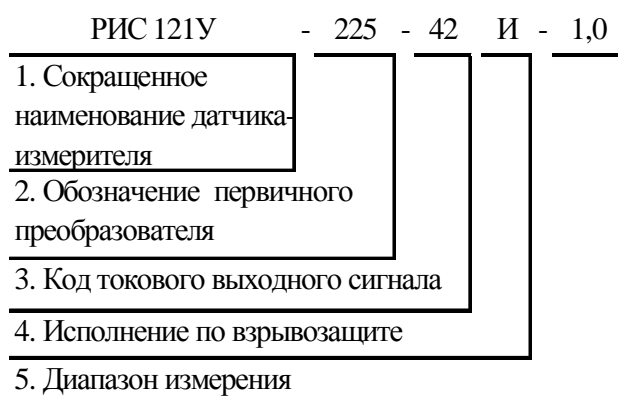 РИС 121У - 225 - 42 И - 1,0
1. Сокращенное
наименование датчика-
измерителя
2. Обозначение первичного
преобразователя
3. Код токового выходного сигнала
4. Исполнение по взрывозащите
5. Диапазон измерения